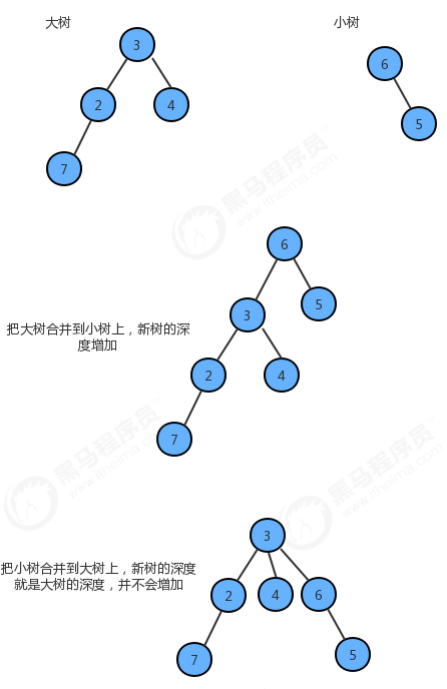 大树
小树
3
6
2
4
5
7
黑马程序员
www.itheima.com
6
3
5
把大树合并到小树上，新树的深
度增加
2
4
7
黑马程序员
www.itheima.com
黑马程序员
www.itheima.com
3
把小树合并到大树上，新树的深度
就是大树的深度，并不会增加
2
4
6
7
5